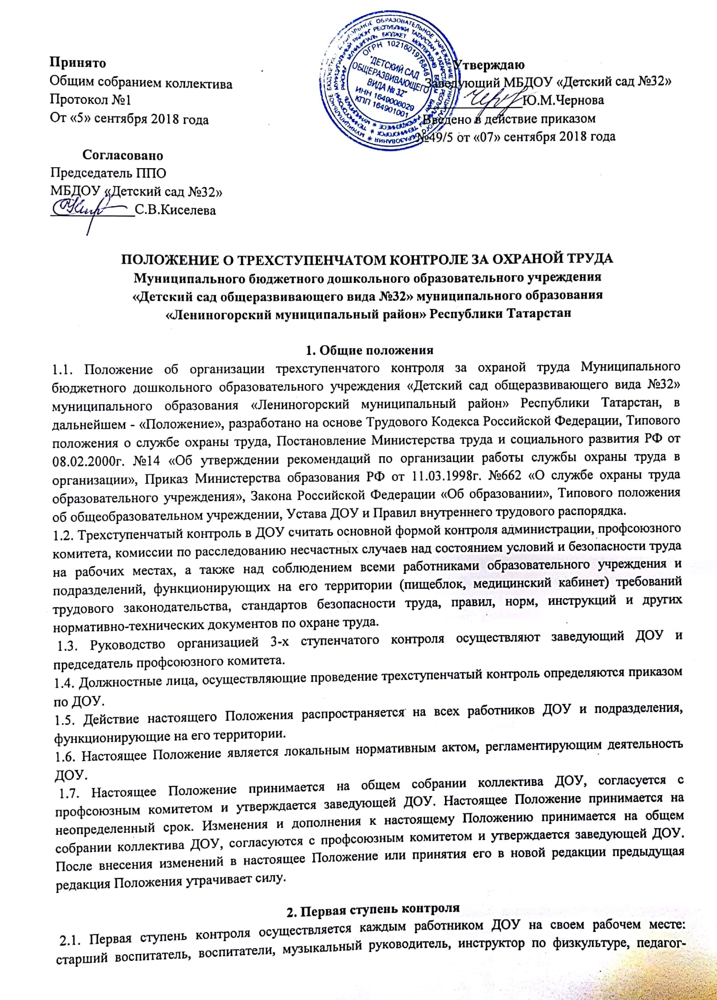 Принято
Общим собранием коллектива
Протокол №1
От «5» сентября 2018 года
Согласовано
Председатель ППО
МБДОУ «Детский сад №32»
С.В.Киселева
ОГРН 1021601976846
"ДЕТСКИЙ САД
ОБЩЕРАЗВИВАЮЩЕГО
ВИДА № 32"
ИНН 1649006029
КПП 164901001
Утверждаю
Заведующий МБДОУ «Детский сад №32»
Ю.М.Чернова
Введено в действие приказом
№49/5 от «07» сентября 2018 года
ПОЛОЖЕНИЕ О ТРЕХСТУПЕНЧАТОМ КОНТРОЛЕ ЗА ОХРАНОЙ ТРУДА
Муниципального бюджетного дошкольного образовательного учреждения
«Детский сад общеразвивающего вида №32» муниципального образования
«Лениногорский муниципальный район» Республики Татарстан
1. Общие положения
1.1. Положение об организации трехступенчатого контроля за охраной труда Муниципального
бюджетного дошкольного образовательного учреждения «Детский сад общеразвивающего вида №32»
муниципального образования «Лениногорский муниципальный район» Республики Татарстан, в
дальнейшем - «Положение», разработано на основе Трудового Кодекса Российской Федерации, Типового
положения о службе охраны труда, Постановление Министерства труда и социального развития РФ от
08.02.2000г. №14 «Об утверждении рекомендаций по организации работы службы охраны труда в
организации», Приказ Министерства образования РФ от 11.03.1998г. №662 «О службе охраны труда
образовательного учреждения», Закона Российской Федерации «Об образовании», Типового положения
об общеобразовательном учреждении, Устава ДОУ и Правил внутреннего трудового распорядка.
1.2. Трехступенчатый контроль в ДОУ считать основной формой контроля администрации, профсоюзного
комитета, комиссии по расследованию несчастных случаев над состоянием условий и безопасности труда
на рабочих местах, а также над соблюдением всеми работниками образовательного учреждения и
подразделений, функционирующих на его территории (пищеблок, медицинский кабинет) требований
трудового законодательства, стандартов безопасности труда, правил, норм, инструкций и других
нормативно-технических документов по охране труда.
1.3. Руководство организацией 3-х ступенчатого контроля осуществляют заведующий ДОУ и
председатель профсоюзного комитета.
1.4. Должностные лица, осуществляющие проведение трехступенчатый контроль определяются приказом
по ДОУ.
1.5. Действие настоящего Положения распространяется на всех работников ДОУ и подразделения,
функционирующие на его территории.
1.6. Настоящее Положение является локальным нормативным актом, регламентирующим деятельность
ДОУ.
1.7. Настоящее Положение принимается на общем собрании коллектива ДОУ, согласуется с
профсоюзным комитетом и утверждается заведующей ДОУ. Настоящее Положение принимается на
неопределенный срок. Изменения и дополнения к настоящему Положению принимается на общем
собрании коллектива ДОУ, согласуются с профсоюзным комитетом и утверждается заведующей ДОУ.
После внесения изменений в настоящее Положение или принятия его в новой редакции предыдущая
редакция Положения утрачивает силу.
2. Первая ступень контроля
2.1. Первая ступень контроля осуществляется каждым работником ДОУ на своем рабочем месте:
старший воспитатель, воспитатели, музыкальный руководитель, инструктор по физкультуре, педагог-